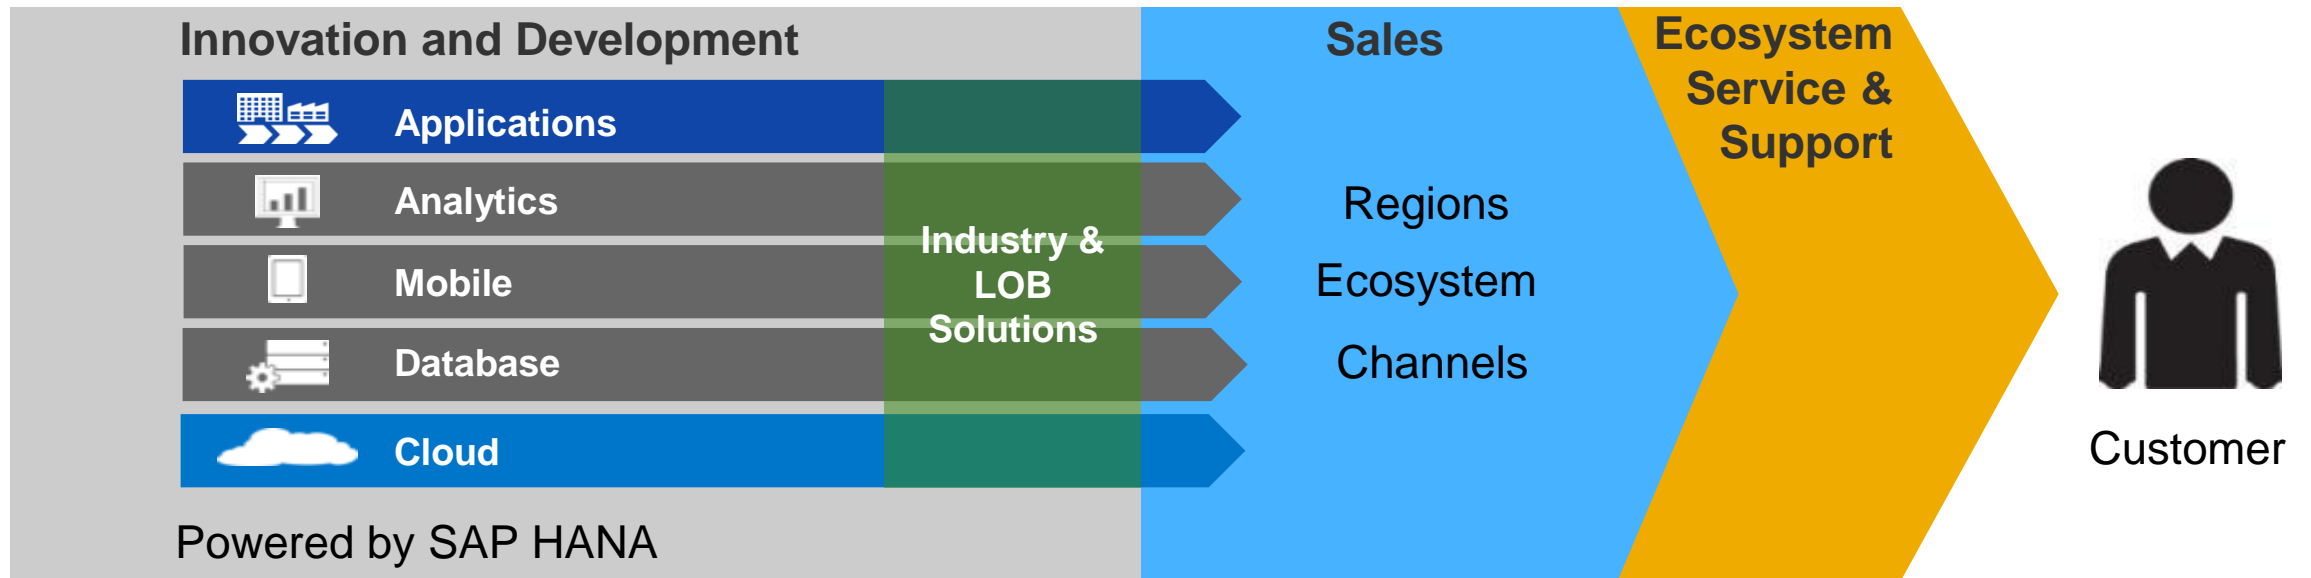 Innovation and Development
Applications
Analytics
Mobile
Database
Cloud
Industry &
LOB
Solutions
Powered by SAP HANA
Sales
Regions
Ecosystem
Channels
Ecosystem
Service &
Support
Customer